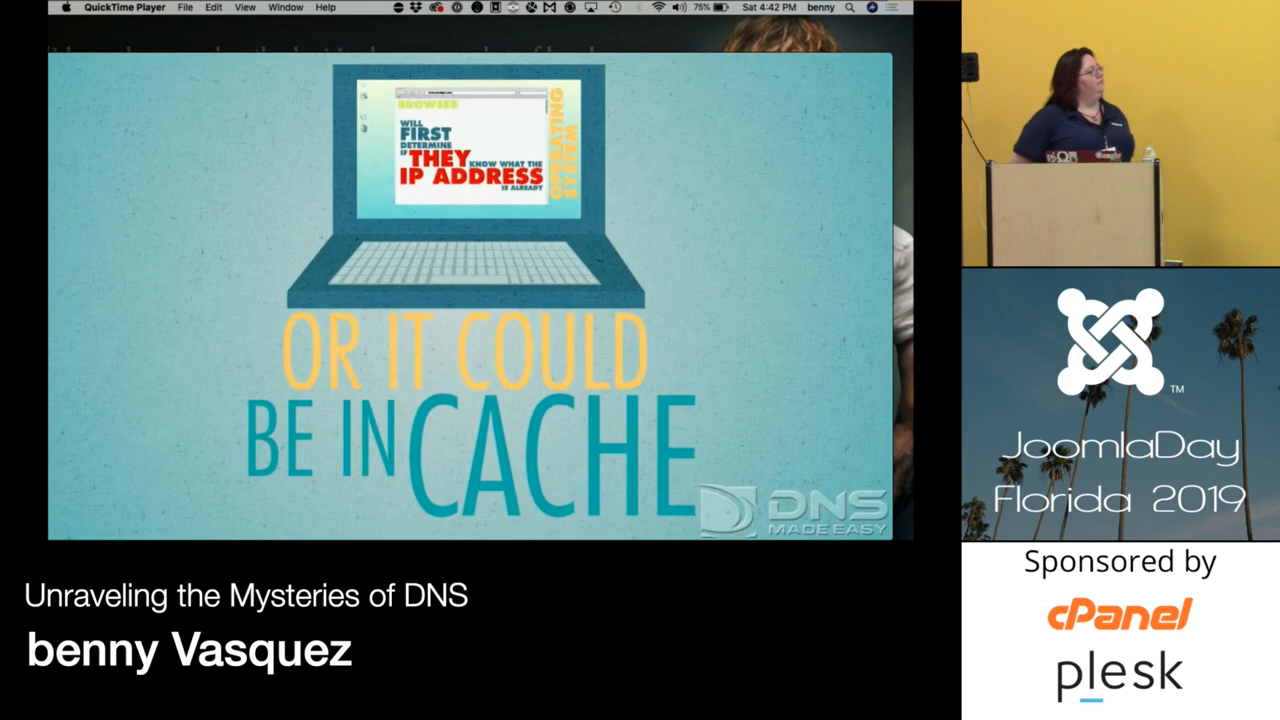 QuickTime Player File Edit View Window Help 75% Sat 4:42 PM benny
BROWSER
WILL
FIRST
DETERMINE
IF THEY KNOW WHAT THE
IP ADDRESS
IS ALREADY
OPERATING
SYSTEM
OR IT COULD
BE IN CACHE
DNS
MADE EASY
Google
TM
JoomlaDay
Florida 2019
Sponsored by
cPanel
plesk
Unraveling the Mysteries of DNS
benny Vasquez